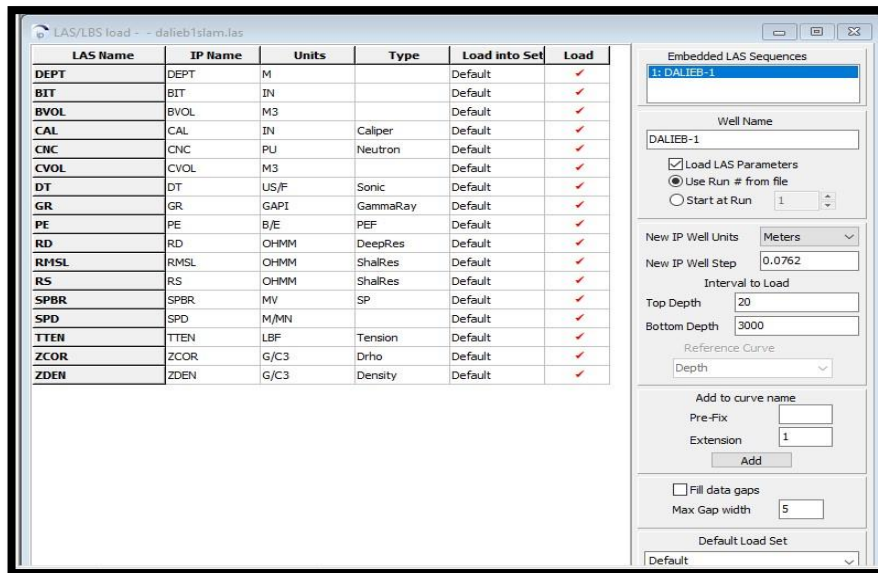 LAS/LBS load - - dalieb1slam.las
LAS Name IP Name Units Type Load into Set Load
DEPT DEPT M Default
BIT BIT IN Default
BVOL BVOL M3 Default
CAL CAL IN Caliper Default
CNC CNC PU Neutron Default
CVOL CVOL M3 Default
DT DT US/F Sonic Default
GR GR GAPI GammaRay Default
PE PE B/E PEF Default
RD RD OHMM DeepRes Default
RMSL RMSL OHMM ShalRes Default
RS RS OHMM ShalRes Default
SPBR SPBR MV SP Default
SPD SPD M/MN Default
TTEN TTEN LBF Tension Default
ZCOR ZCOR G/C3 Drho Default
ZDEN ZDEN G/C3 Density Default
Embedded LAS Sequences
1: DALIEB-1
Well Name
DALIEB-1
Load LAS Parameters
Use Run # from file
Start at Run 1
New IP Well Units Meters
New IP Well Step 0.0762
Interval to Load
Top Depth 20
Bottom Depth 3000
Reference Curve
Depth
Add to curve name
Pre-Fix
Extension 1
Add
Fill data gaps
Max Gap width 5
Default Load Set
Default